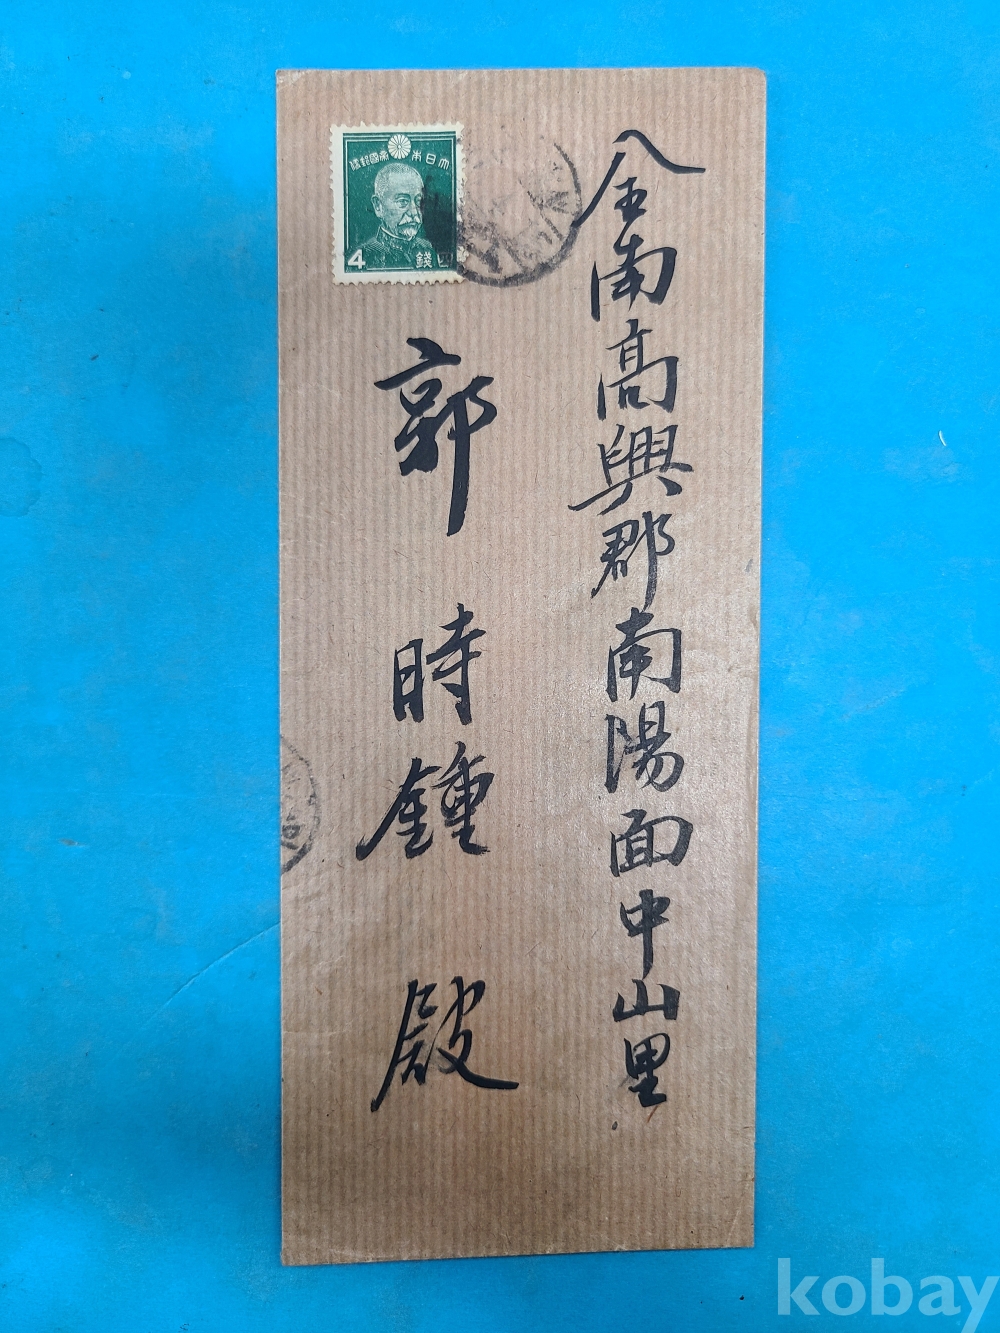 全南高興郡南陽面中山里
郭時鍾殿
大日本帝國郵便
4 錢四
kobay